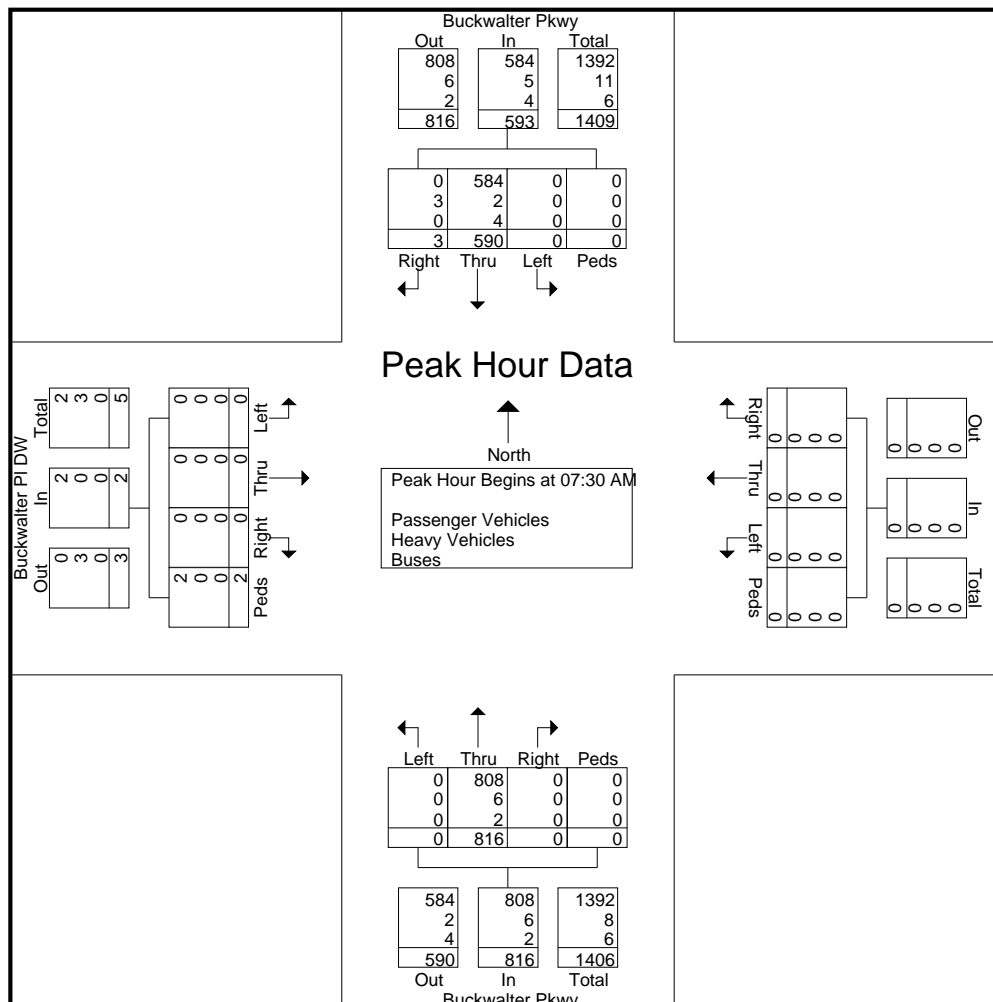 Buckwalter Pkwy
Out In Total
808 584 1392
6 5 11
2 4 6
816 593 1409
0 584 0 0
3 2 0 0
0 4 0 0
3 590 0 0
Right Thru Left Peds
Peak Hour Data
North
Peak Hour Begins at 07:30 AM
Passenger Vehicles
Heavy Vehicles
Buses
Buckwalter Pl DW
Out In Total
0 2 2
3 0 3
0 0 0
3 2 5
Peds Right Thru Left
2 0 0 0
0 0 0 0
0 0 0 0
2 0 0 0
Right Thru Left Peds
0 0 0 0
0 0 0 0
0 0 0 0
0 0 0 0
Out In Total
0 0 0
0 0 0
0 0 0
0 0 0
Left Thru Right Peds
0 808 0 0
0 6 0 0
0 2 0 0
0 816 0 0
584 808 1392
2 6 8
4 2 6
590 816 1406
Out In Total
Buckwalter Pkwy